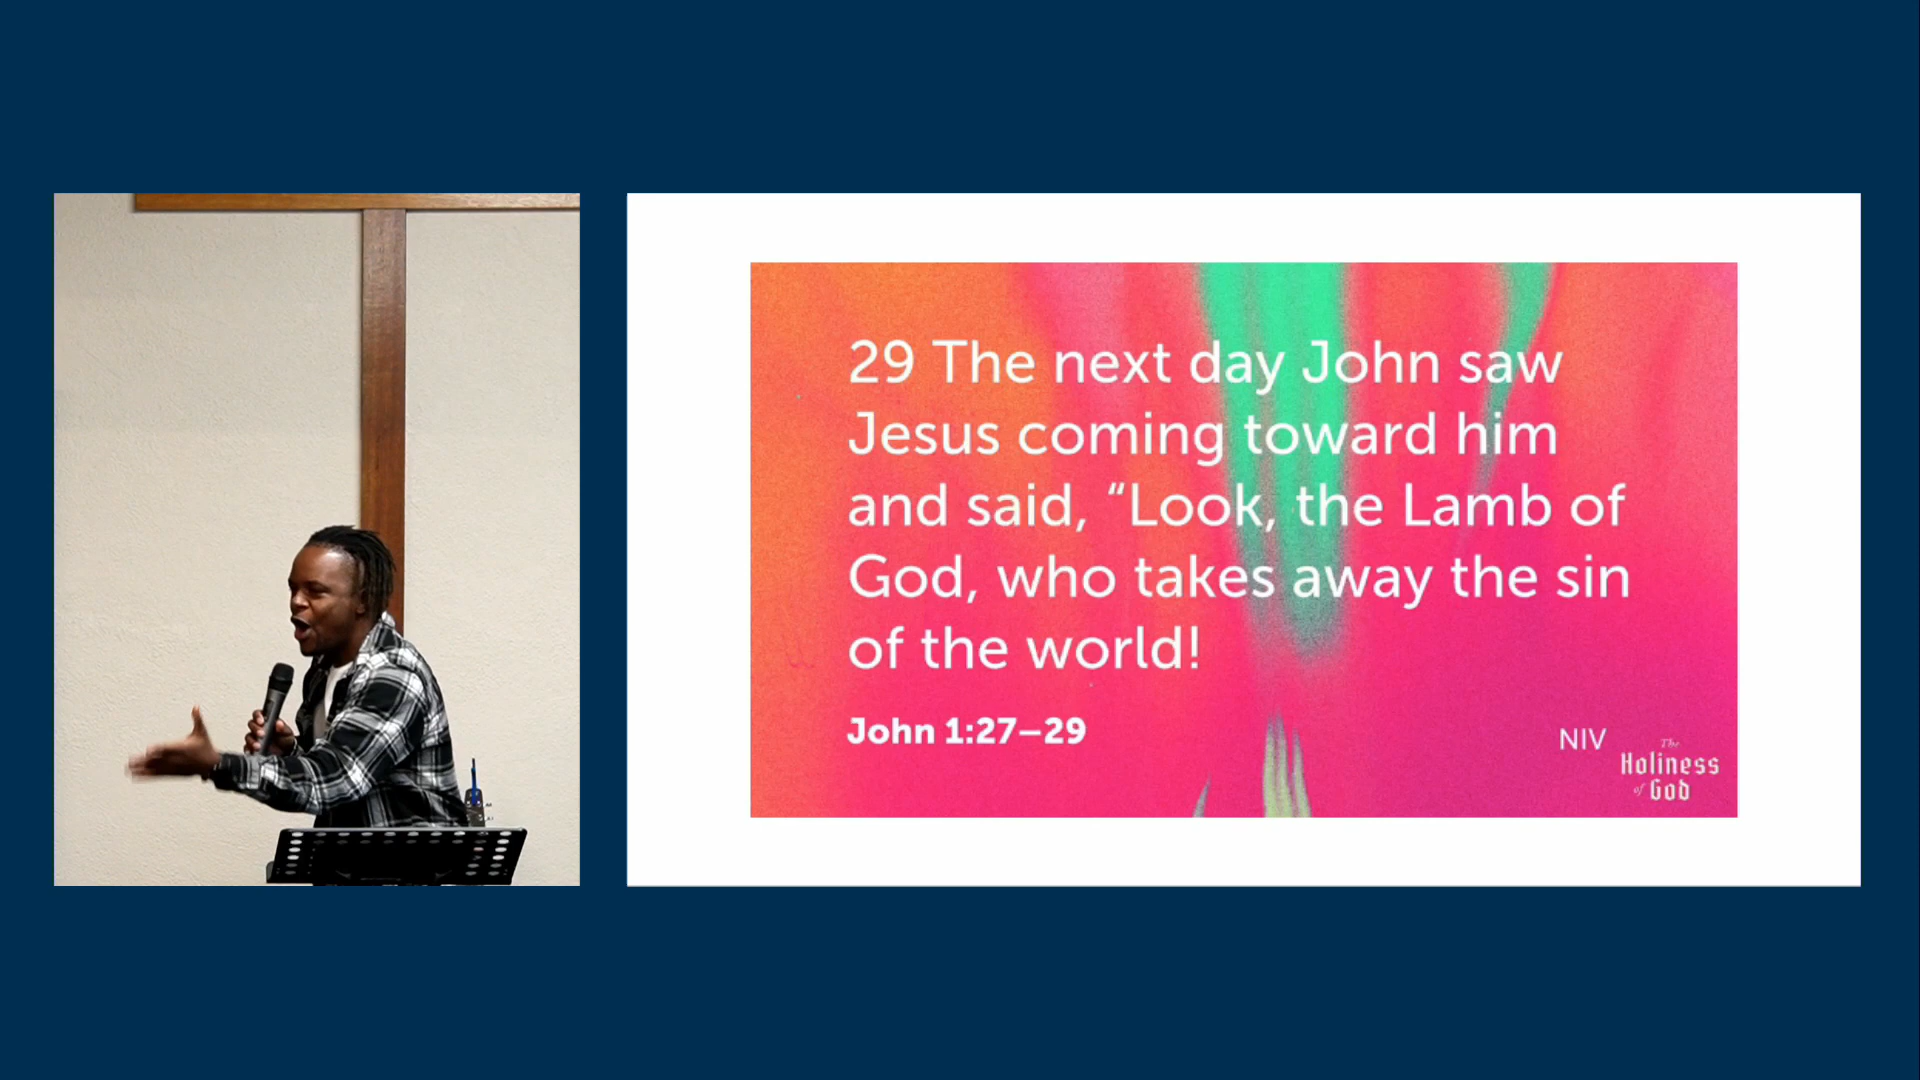 29 The next day John saw
Jesus coming toward him
and said, “Look, the Lamb of
God, who takes away the sin
of the world!
John 1:27–29
NIV
The
Holiness
of God